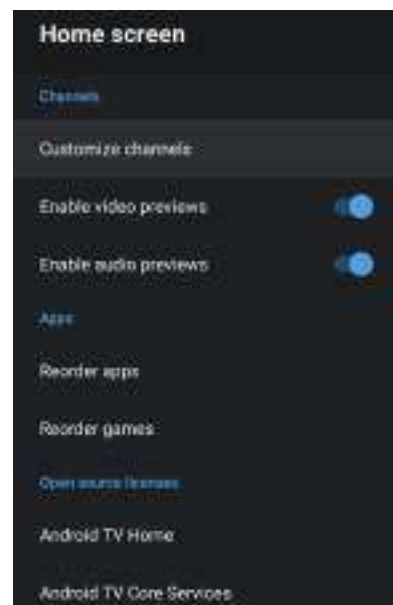 Home screen
Channels
Customize channels
Enable video previews
Enable audio previews
Apps
Reorder apps
Reorder games
Open source licenses
Android TV Home
Android TV Core Services